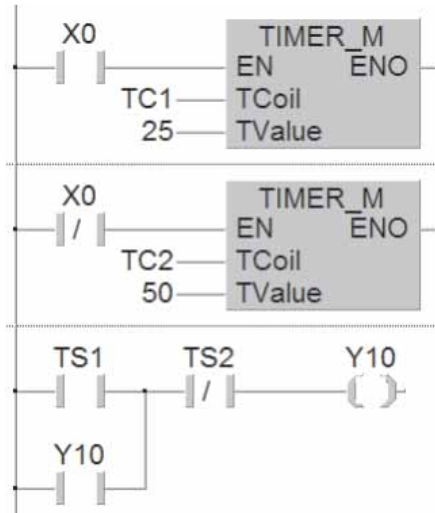 X0
TIMER_M
EN ENO
TC1 TCoil
25 TValue
X0
TIMER_M
EN ENO
TC2 TCoil
50 TValue
TS1 TS2 Y10
Y10